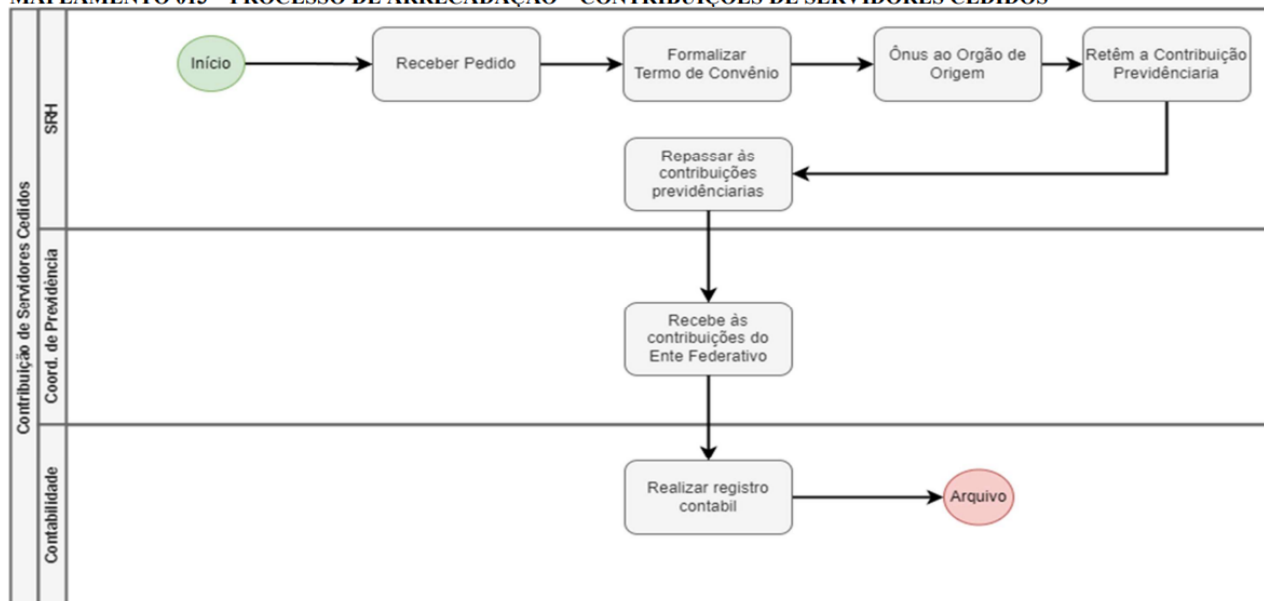 MAPEAMENTO 015 – PROCESSO DE ARRECADAÇÃO – CONTRIBUIÇÕES DE SERVIDORES CEDIDOS
Contribuição de Servidores Cedidos
SRH
Início
Receber Pedido
Formalizar
Termo de Convênio
Ônus ao Orgão de
Origem
Retêm a Contribuição
Previdênciaria
Repassar às
contribuições
previdênciarias
Coord. de Previdência
Recebe às
contribuições do
Ente Federativo
Contabilidade
Realizar registro
contabil
Arquivo